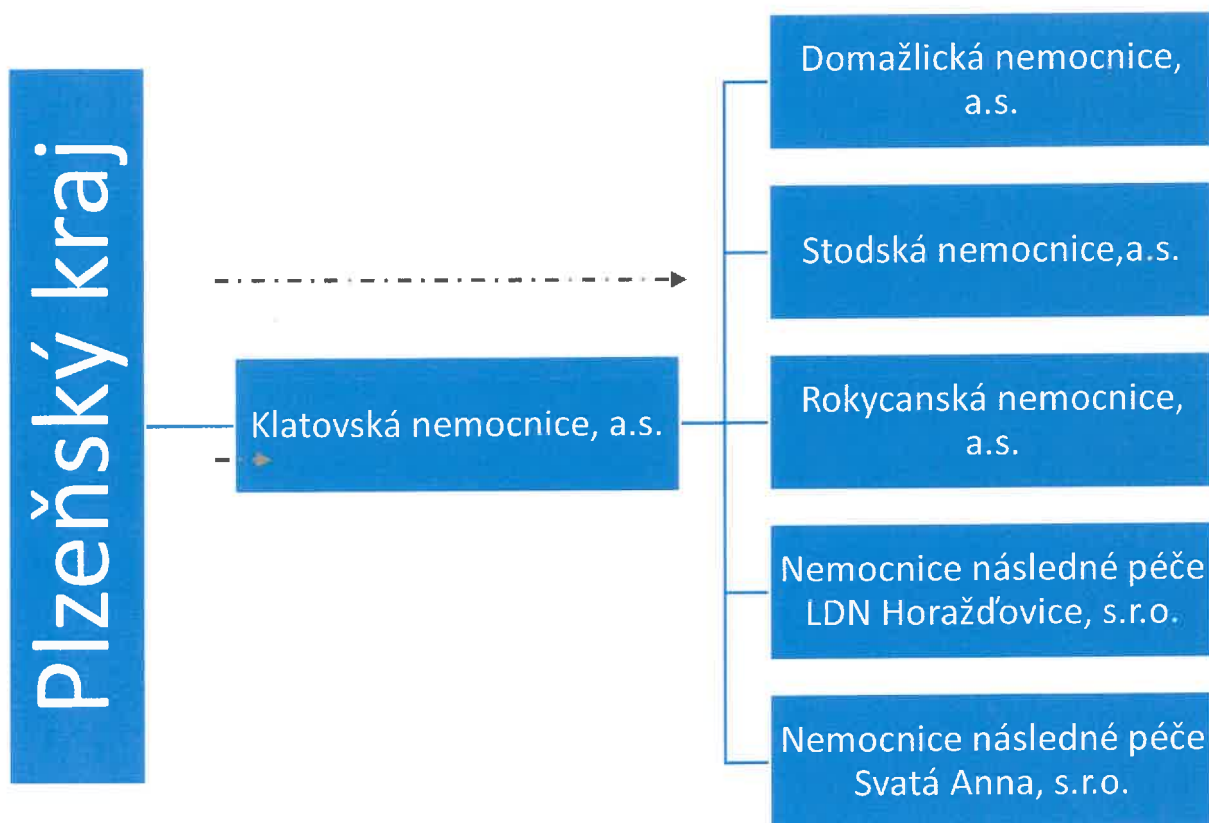 Plzeňský kraj
Klatovská nemocnice, a.s.
Domažlická nemocnice,
a.s.
Stodská nemocnice,a.s.
Rokycanská nemocnice,
a.s.
Nemocnice následné péče
LDN Horažďovice, s.r.o.
Nemocnice následné péče
Svatá Anna, s.r.o.